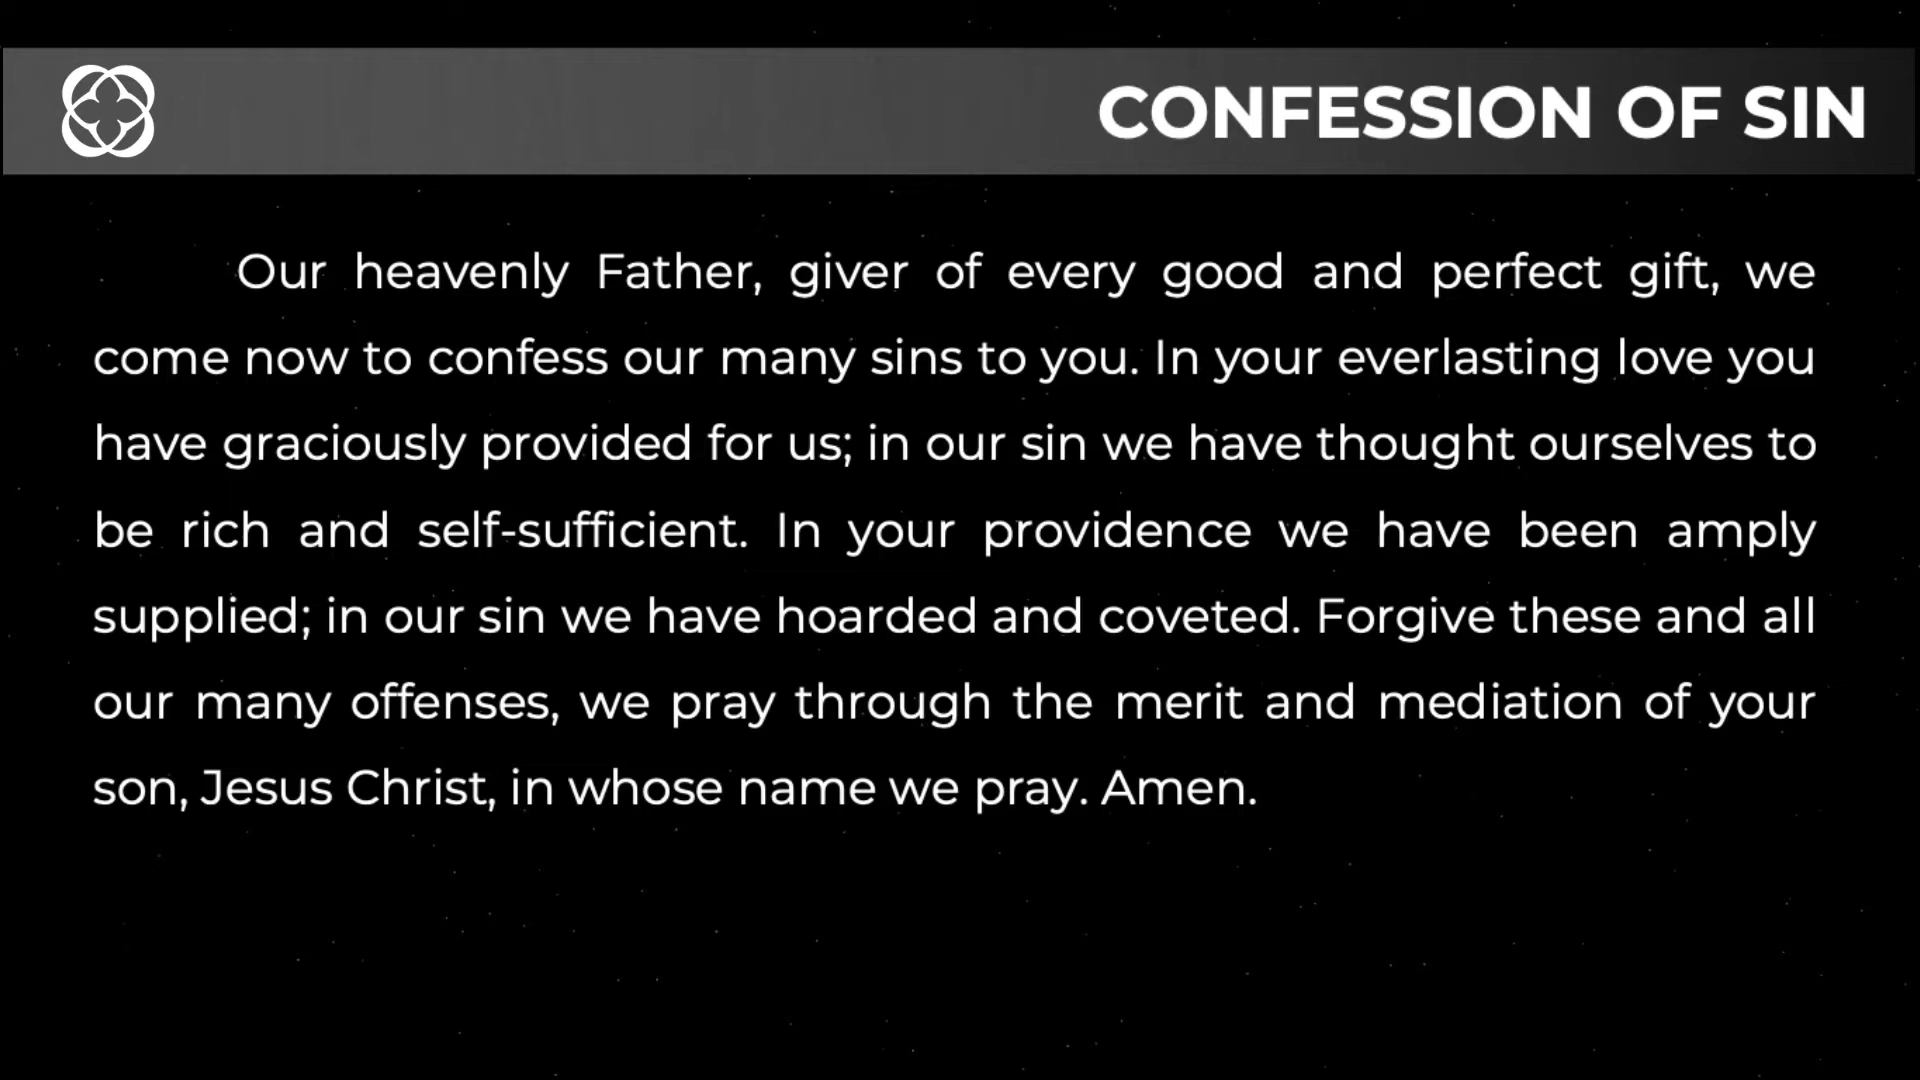 CONFESSION OF SIN
Our heavenly Father, giver of every good and perfect gift, we
come now to confess our many sins to you. In your everlasting love you
have graciously provided for us; in our sin we have thought ourselves to
be rich and self-sufficient. In your providence we have been amply
supplied; in our sin we have hoarded and coveted. Forgive these and all
our many offenses, we pray through the merit and mediation of your
son, Jesus Christ, in whose name we pray. Amen.